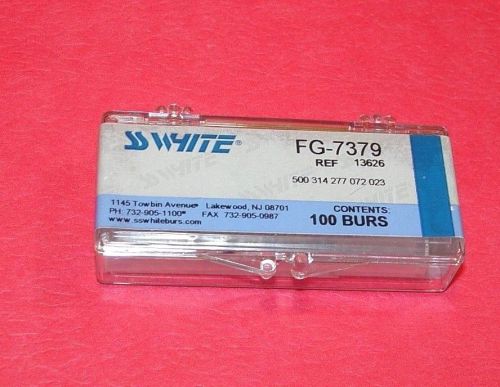 SSWHITE®
FG-7379
REF 13626
500 314 277 072 023
1145 Towbin Avenue® Lakewood, NJ 08701
PH: 732-905-1100® FAX 732-905-0987
www.sswhiteburs.com
CONTENTS:
100 BURS